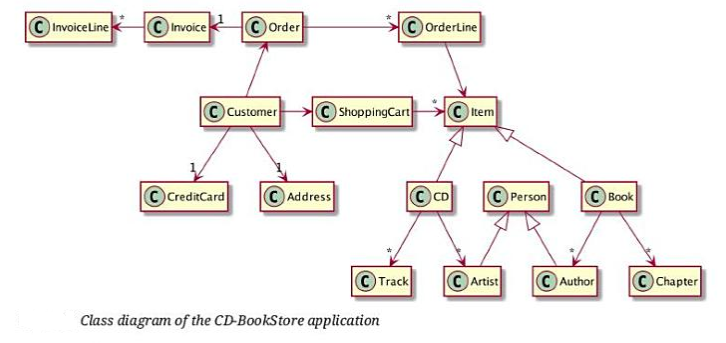 * 1 *
C InvoiceLine C Invoice C Order C OrderLine
C Customer C ShoppingCart * C Item
1 1
C CreditCard C Address C CD C Person C Book
* * * *
C Track C Artist C Author C Chapter
Class diagram of the CD-BookStore application